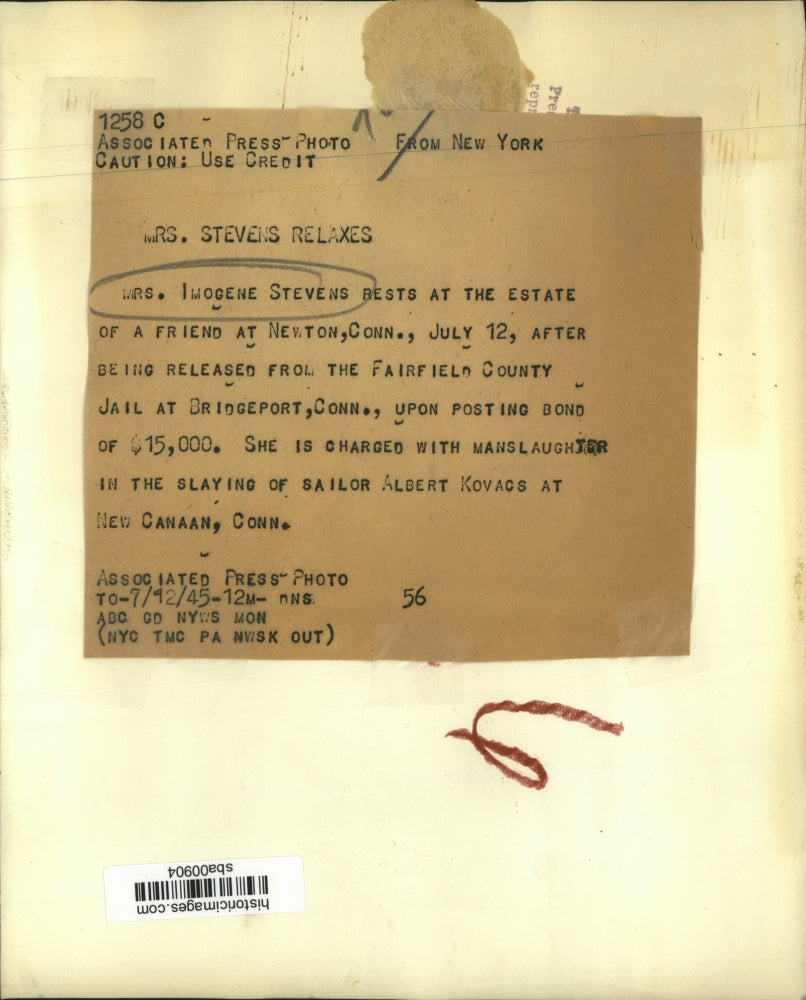 1258 C -
ASSOCIATED PRESS PHOTO FROM NEW YORK
CAUTION: USE CREDIT
MRS. STEVENS RELAXES
MRS. IMOGENE STEVENS RESTS AT THE ESTATE
OF A FRIEND AT NEWTON,CONN., JULY 12, AFTER
BEING RELEASED FROM THE FAIRFIELD COUNTY
JAIL AT BRIDGEPORT,CONN., UPON POSTING BOND
OF $15,000. SHE IS CHARGED WITH MANSLAUGHTER
IN THE SLAYING OF SAILOR ALBERT KOVACS AT
NEW CANAAN, CONN.
ASSOCIATED PRESS PHOTO
TO-7/12/45-12M- DNS 56
ABC GD NYWS MON
(NYC TMC PA NWSK OUT)
historicimages.com
sba00904